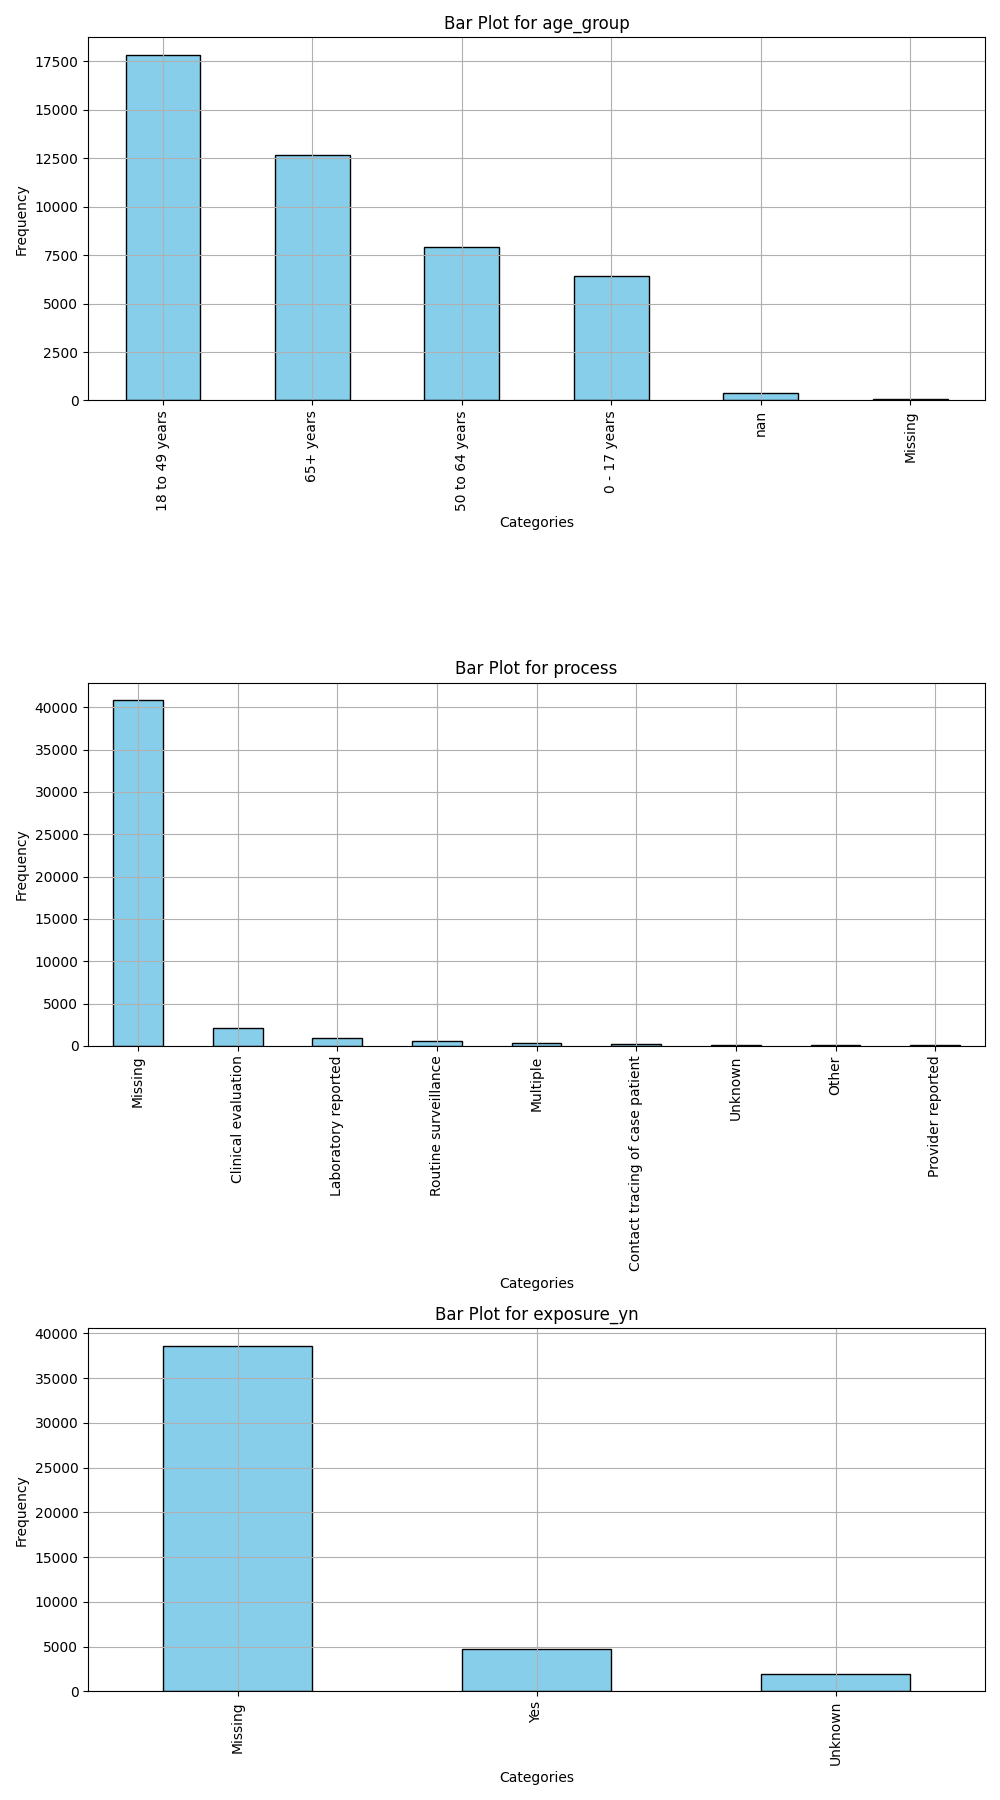 Bar Plot for age_group
17500
15000
12500
10000
7500
5000
2500
0
Frequency
18 to 49 years
65+ years
50 to 64 years
0 - 17 years
nan
Missing
Categories
Bar Plot for process
40000
35000
30000
25000
20000
15000
10000
5000
0
Frequency
Missing
Clinical evaluation
Laboratory reported
Routine surveillance
Multiple
Contact tracing of case patient
Unknown
Other
Provider reported
Categories
Bar Plot for exposure_yn
40000
35000
30000
25000
20000
15000
10000
5000
0
Frequency
Missing
Yes
Unknown
Categories